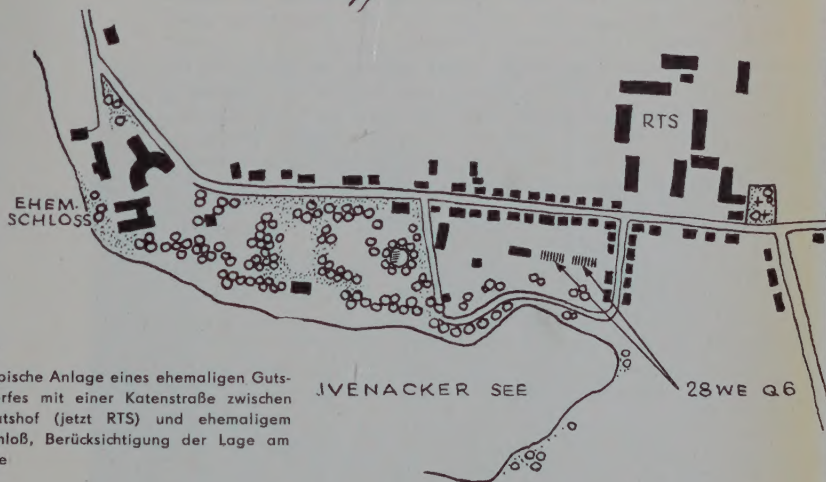 RTS
EHEM.
SCHLOSS
IVENACKER SEE
28 WE Q6
pische Anlage eines ehemaligen Guts-
rfes mit einer Katenstraße zwischen
utshof (jetzt RTS) und ehemaligem
hloß, Berücksichtigung der Lage am
e